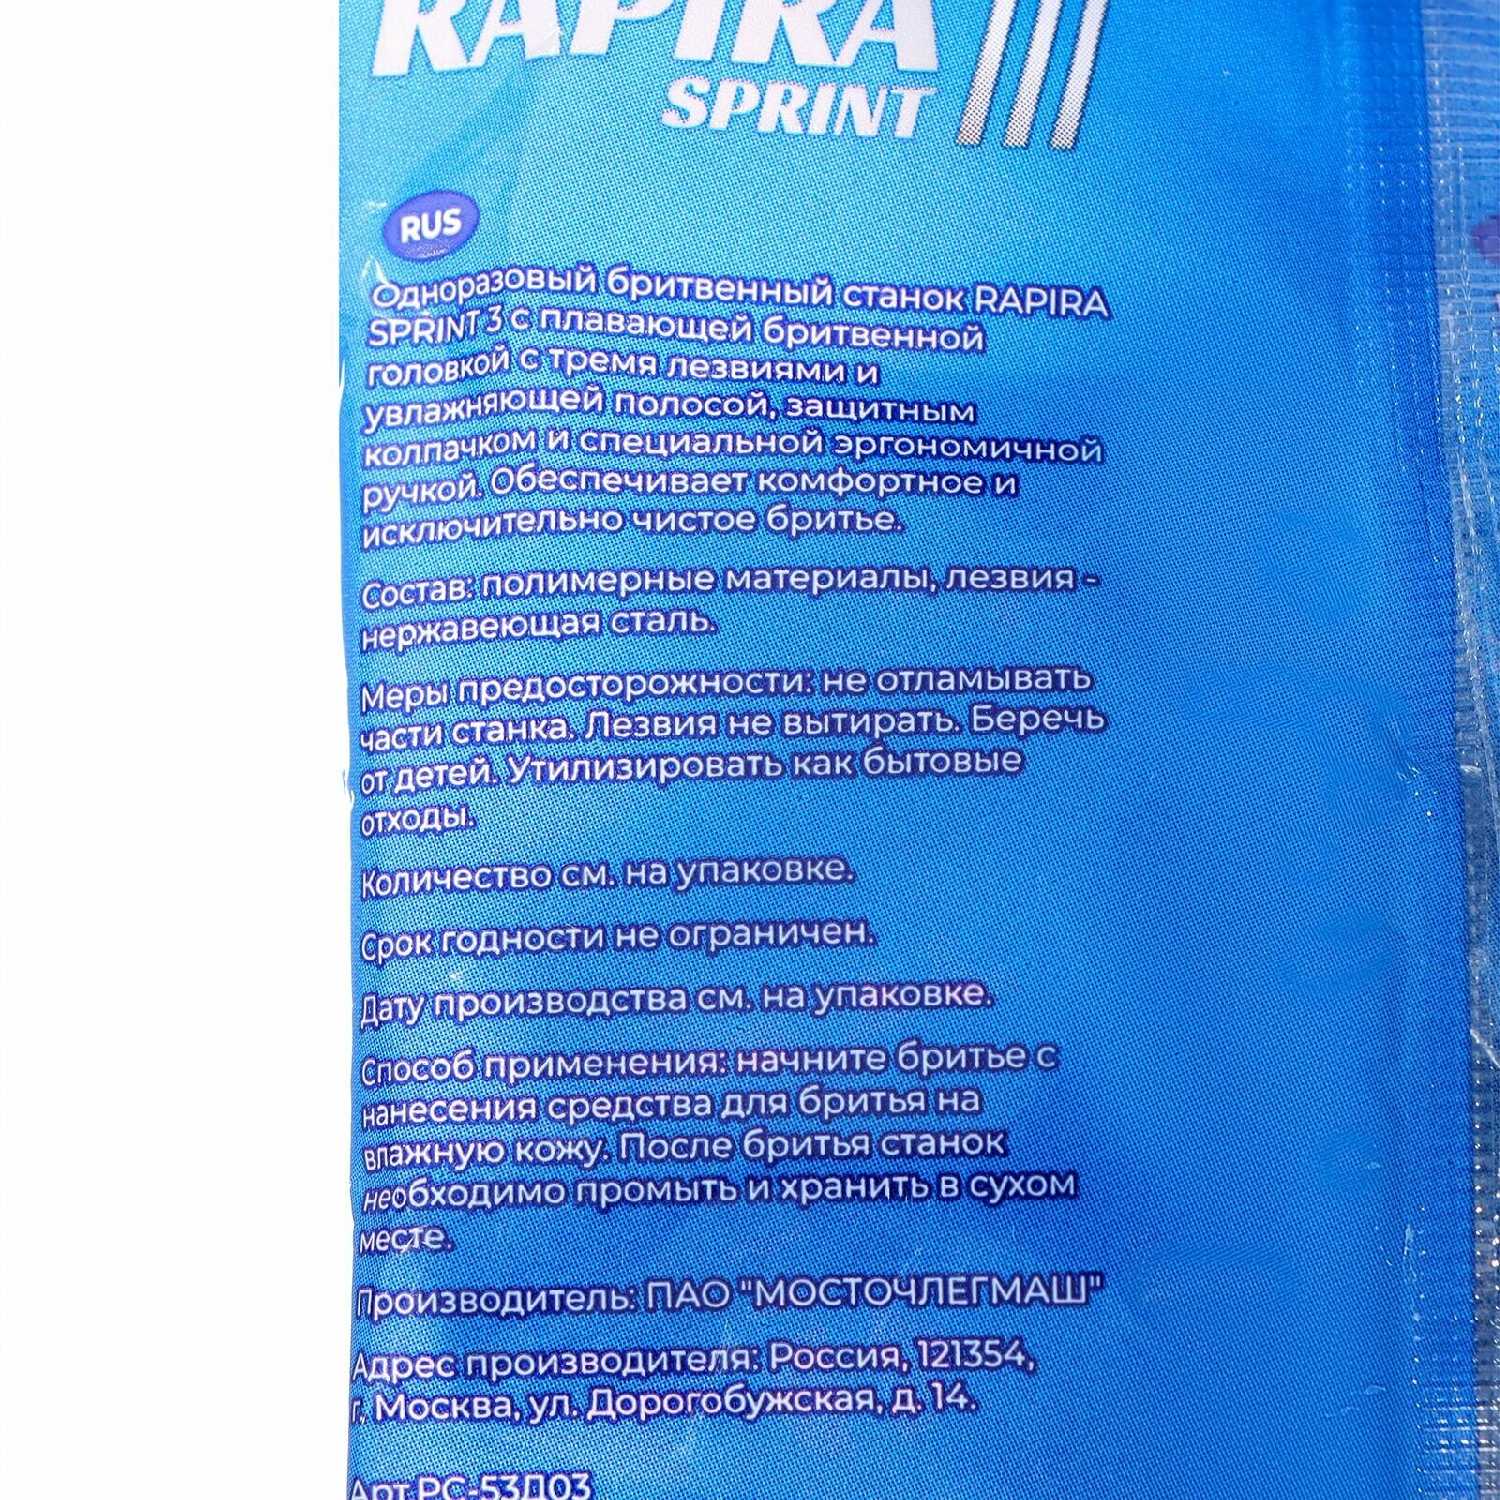 RAPIRA
SPRINT
RUS
Одноразовый бритвенный станок RAPIRA
SPRINT 3 с плавающей бритвенной
головкой с тремя лезвиями и
увлажняющей полосой, защитным
колпачком и специальной эргономичной
ручкой. Обеспечивает комфортное и
исключительно чистое бритье.
Состав: полимерные материалы, лезвия -
нержавеющая сталь.
Меры предосторожности: не отламывать
части станка. Лезвия не вытирать. Беречь
от детей. Утилизировать как бытовые
отходы.
Количество см. на упаковке.
Срок годности не ограничен.
Дату производства см. на упаковке.
Способ применения: начните бритье с
нанесения средства для бритья на
влажную кожу. После бритья станок
необходимо промыть и хранить в сухом
месте.
Производитель: ПАО "МОСТОЧЛЕГМАШ"
Адрес производителя: Россия, 121354,
г. Москва, ул. Дорогобужская, д. 14.
Арт.РС-53Д03